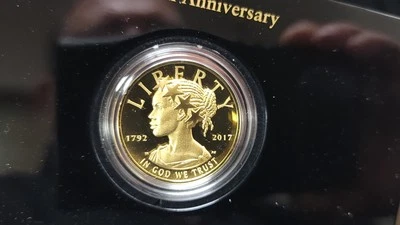 Anniversary
LIBERTY
1792 2017
IN GOD WE TRUST